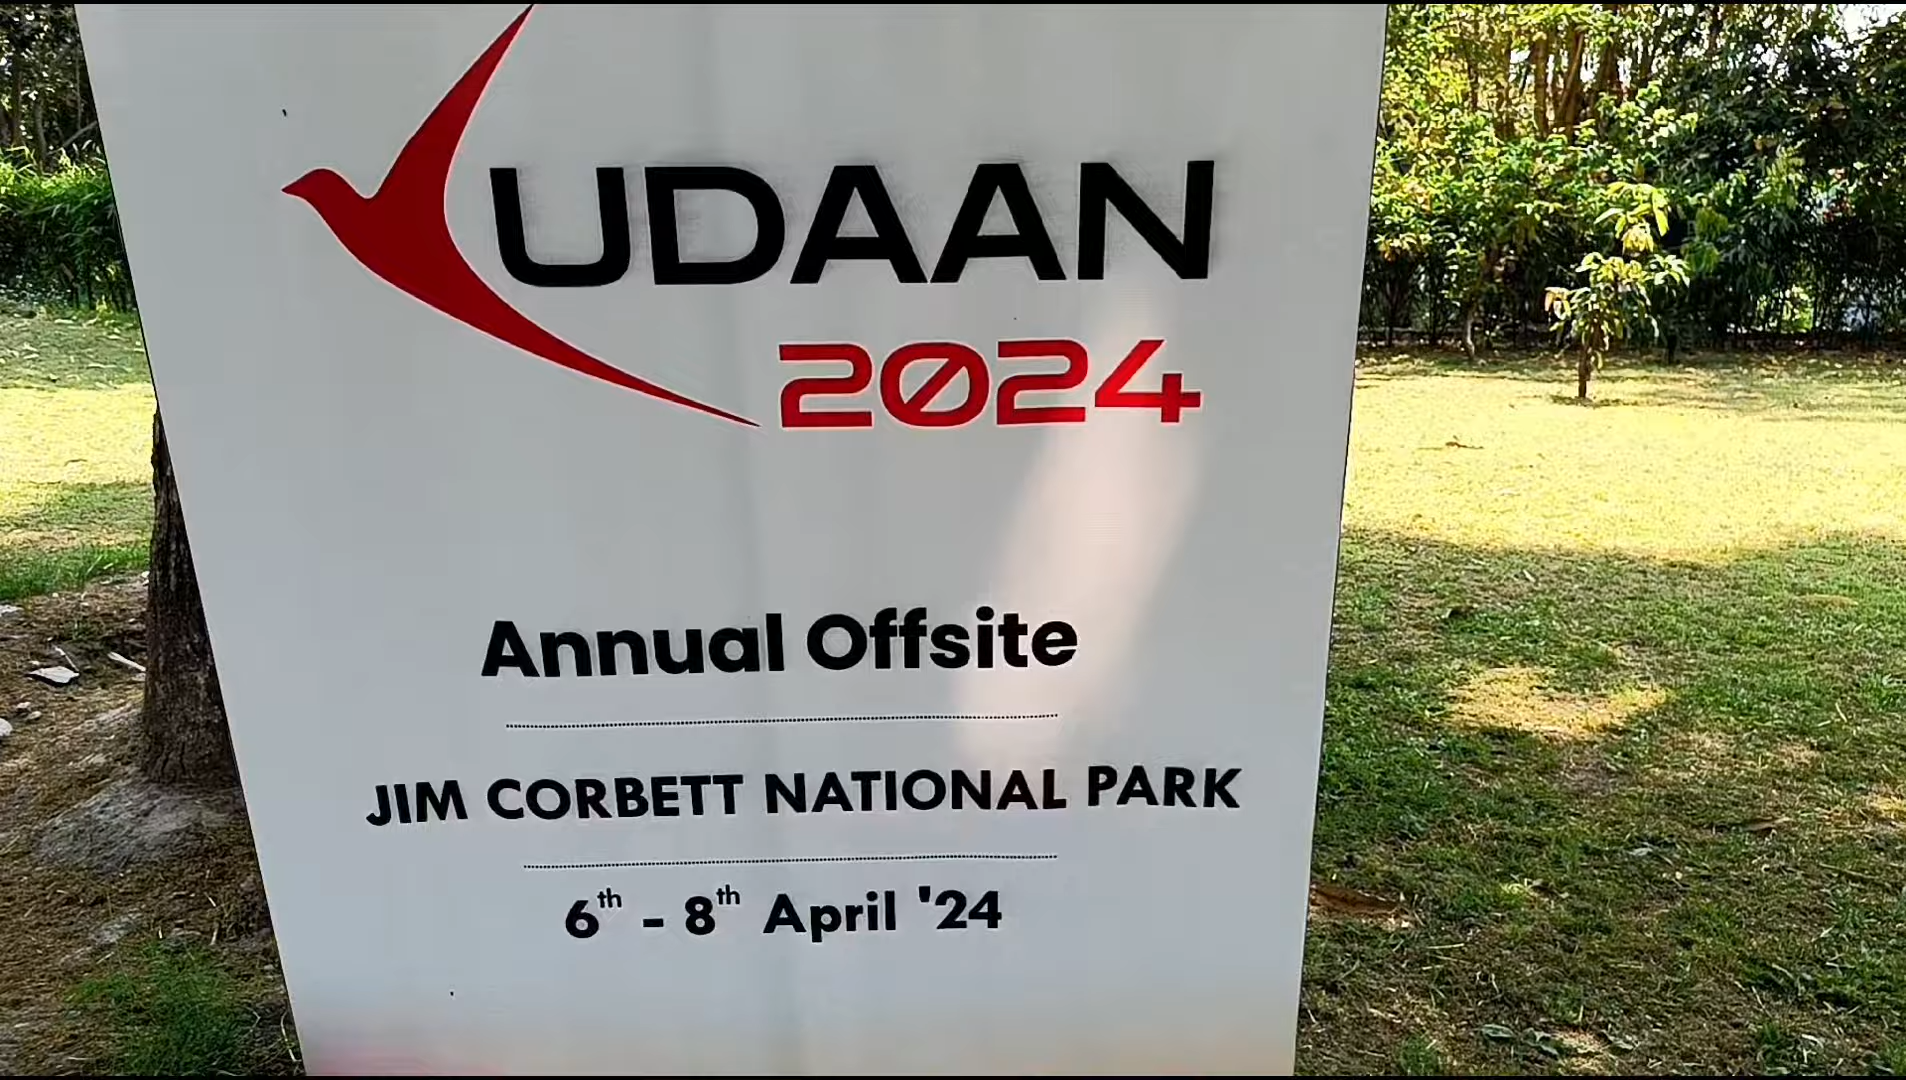 UDAAN
2024
Annual Offsite
JIM CORBETT NATIONAL PARK
6th - 8th April '24